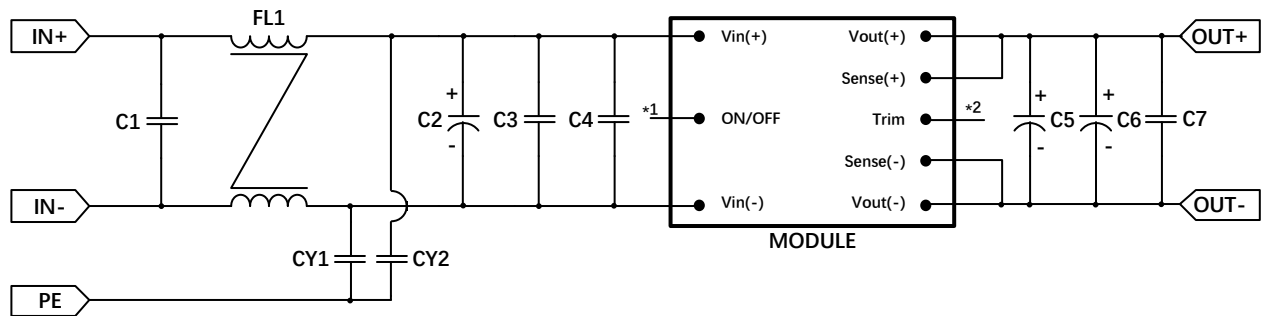 FL1
IN+
Vin(+)
Vout(+)
OUT+
Sense(+)
+
+
+
C1
C2
C3
C4
*1
ON/OFF
Trim
*2
C5
C6
C7
-
-
-
Sense(-)
IN-
Vin(-)
Vout(-)
OUT-
MODULE
CY1
CY2
PE